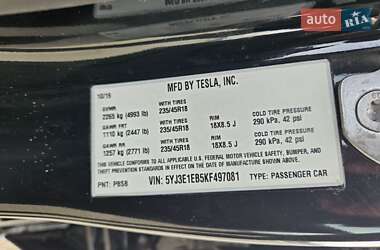 auto RIA
MFD BY TESLA, INC.
10/19
GVWR WITH TIRES
2265 kg (4993 lb) 235/45R18
GAWR FRT WITH TIRES RIM COLD TIRE PRESSURE
1110 kg (2447 lb) 235/45R18 18X8.5 J 290 kPa, 42 psi
GAWR RR WITH TIRES RIM COLD TIRE PRESSURE
1257 kg (2771 lb) 235/45R18 18X8.5 J 290 kPa, 42 psi
THIS VEHICLE CONFORMS TO ALL APPLICABLE U.S. FEDERAL MOTOR VEHICLE SAFETY, BUMPER, AND
THEFT PREVENTION STANDARDS IN EFFECT ON THE DATE OF MANUFACTURE SHOWN ABOVE.
VIN: 5YJ3E1EB5KF497081
PNT: PBSB TYPE: PASSENGER CAR